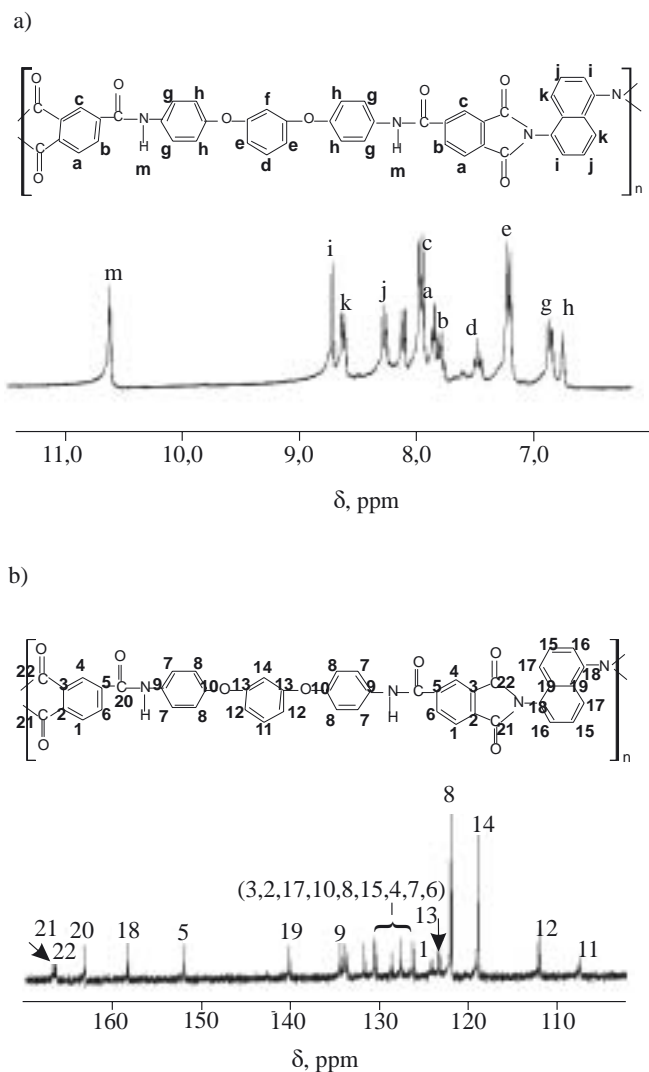 a)
O O O
c g h f h g c j i N
N O O N k
H h H N k
a b m g e d e h g m b a i j
O O n
m i k j c a b d e g h
11,0 10,0 9,0 8,0 7,0
δ, ppm
b)
O O O
22 4 7 8 14 8 7 4 22 15 16 N
3 5 9 N 10 O 13 13 O 10 9 N 5 3 N 17 19 18
21 2 6 20 H 7 8 12 11 12 8 7 H 6 1 2 21 18 19 17
O 1 O 16 15 n
8
14
(3,2,17,10,8,15,4,7,6)
21 22 20 18 5 19 9 1 13 12 11
160 150 140 130 120 110
δ, ppm